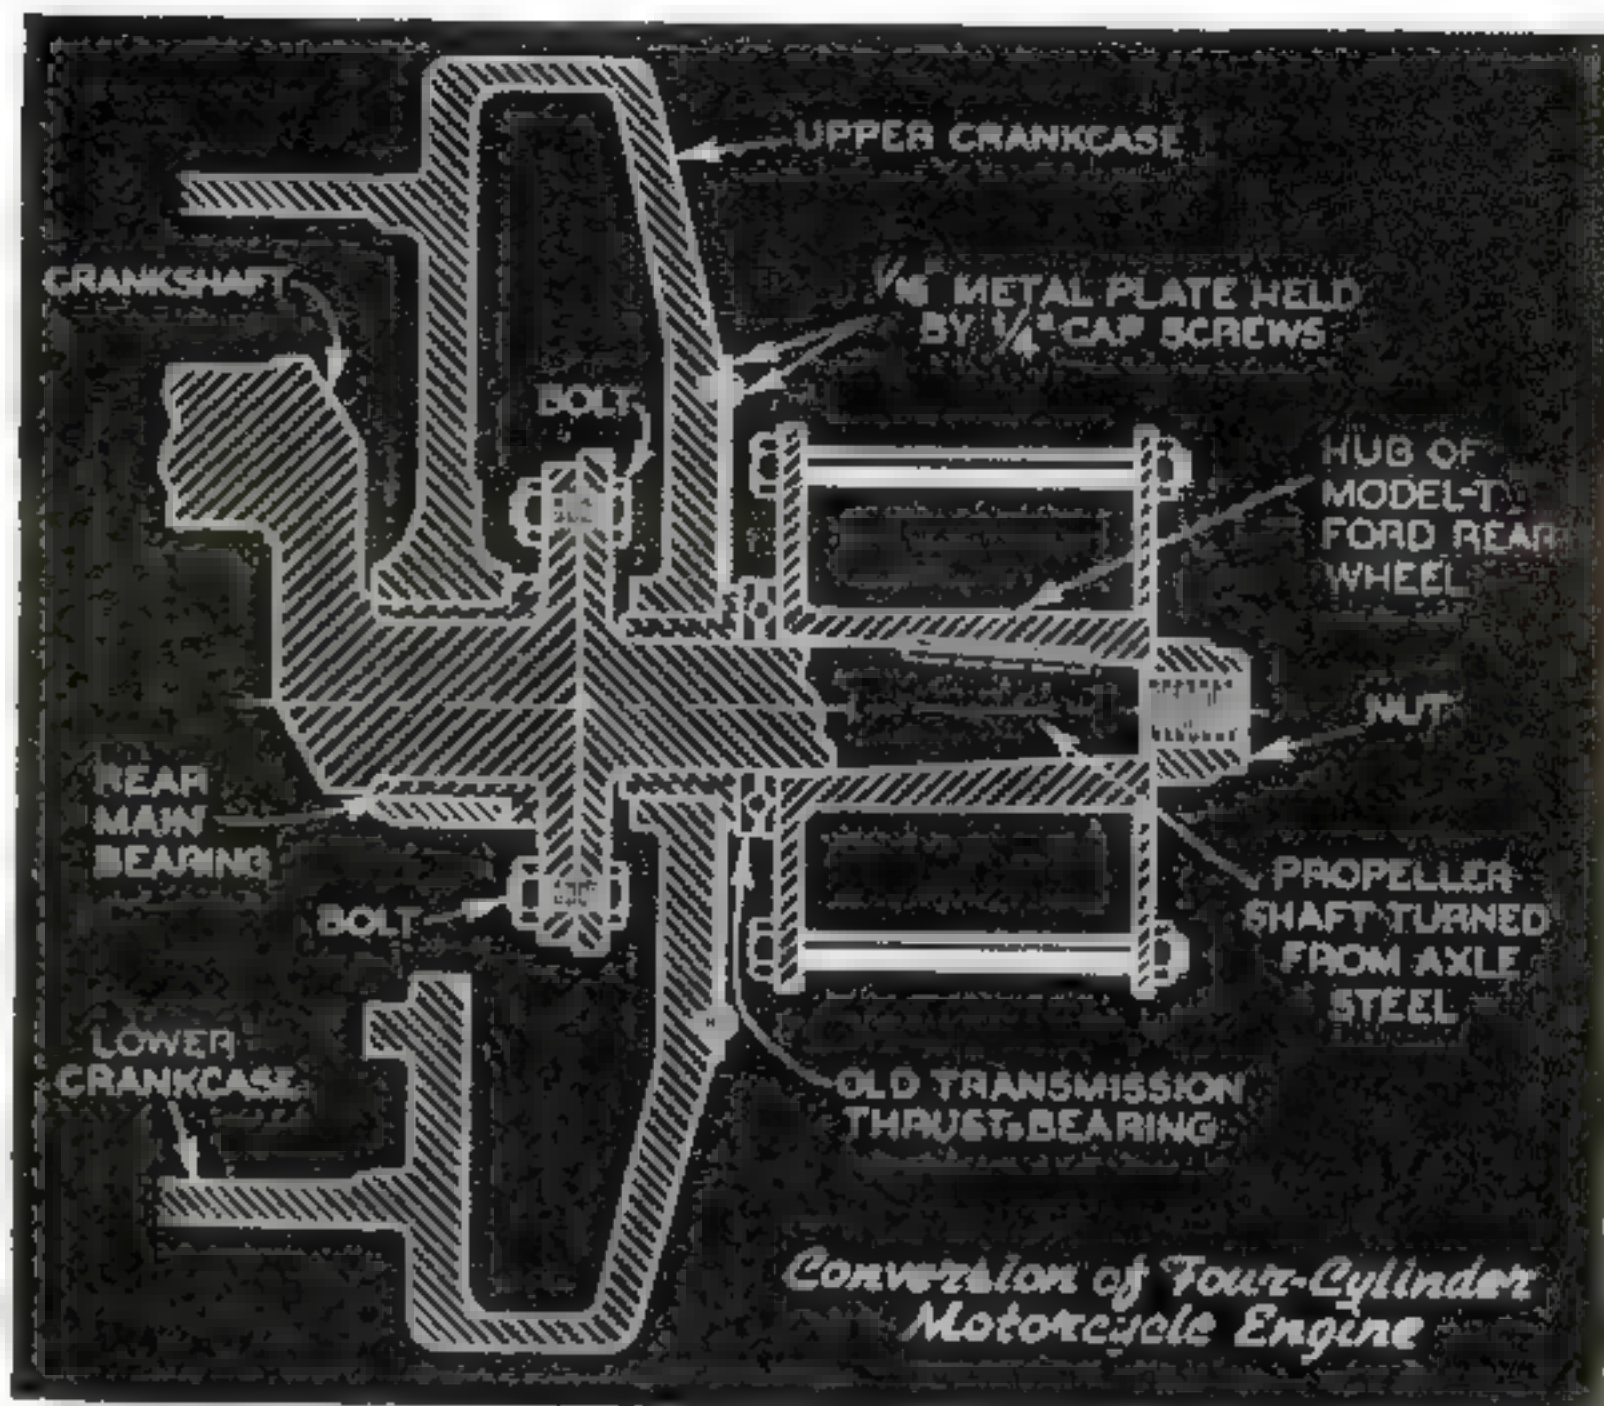 UPPER CRANKCASE
CRANKSHAFT
1/16" METAL PLATE HELD
BY 1/4" CAP SCREWS
BOLT
HUB OF
MODEL-T
FORD REAR
WHEEL
NUT
REAR
MAIN
BEARING
PROPELLER
SHAFT TURNED
FROM AXLE
STEEL
BOLT
LOWER
CRANKCASE
OLD TRANSMISSION
THRUST BEARING
Conversion of Four-Cylinder
Motorcycle Engine